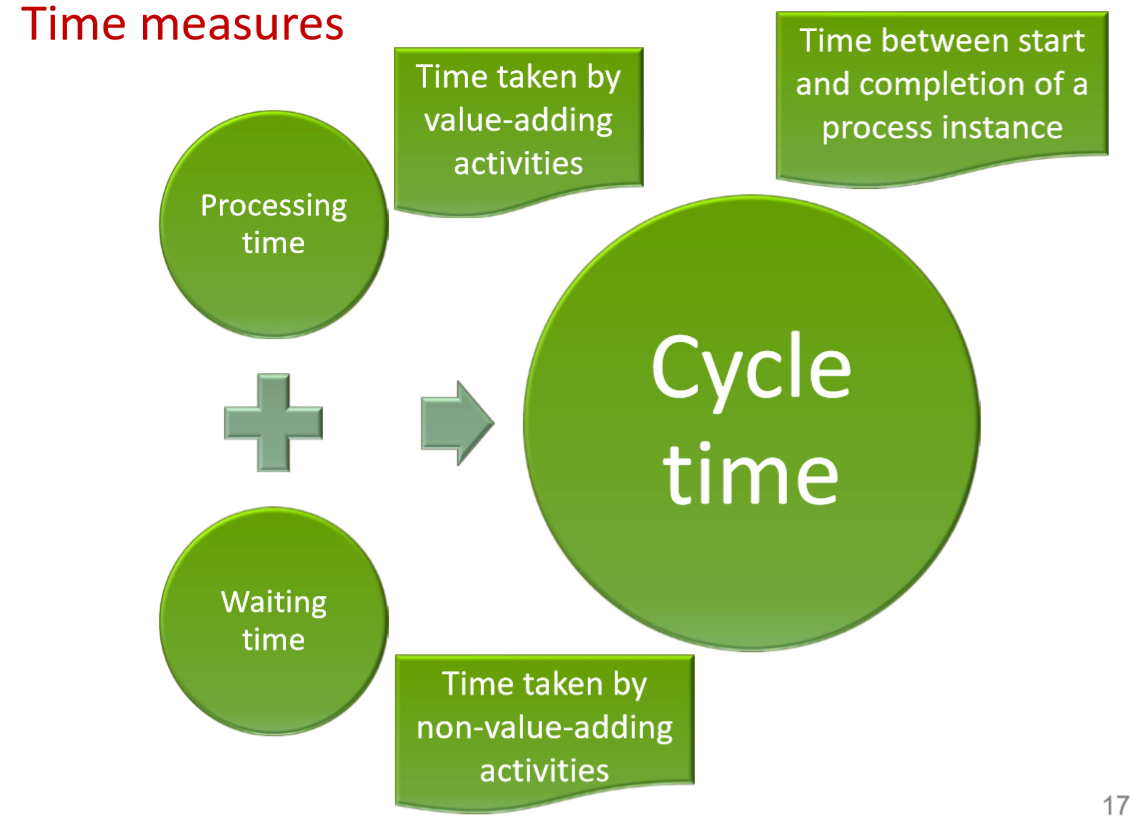 Time measures
Time taken by
value-adding
activities
Time between start
and completion of a
process instance
Processing
time
Cycle
time
Waiting
time
Time taken by
non-value-adding
activities
17